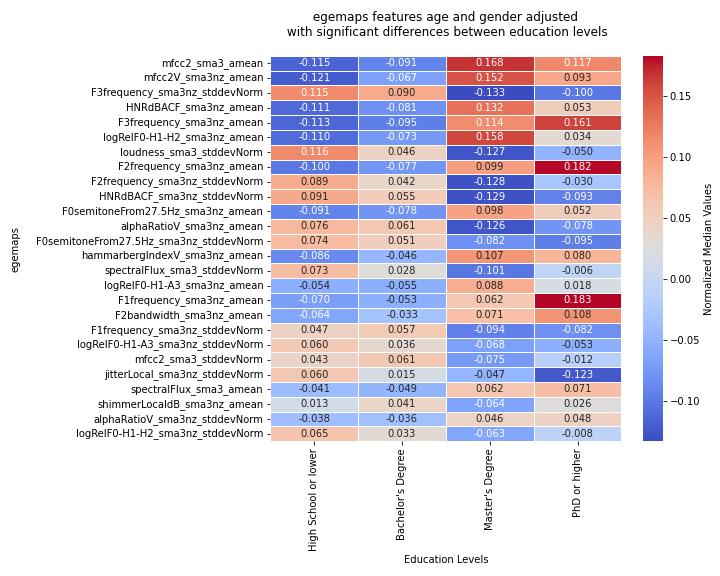 egemaps features age and gender adjusted
with significant differences between education levels
mfcc2_sma3_amean -0.115 -0.091 0.168 0.117
mfcc2V_sma3nz_amean -0.121 -0.067 0.152 0.093
F3frequency_sma3nz_stddevNorm 0.115 0.090 -0.133 -0.100
HNRdBACF_sma3nz_amean -0.111 -0.081 0.132 0.053
F3frequency_sma3nz_amean -0.113 -0.095 0.114 0.161
logRelF0-H1-H2_sma3nz_amean -0.110 -0.073 0.158 0.034
loudness_sma3_stddevNorm 0.116 0.046 -0.127 -0.050
F2frequency_sma3nz_amean -0.100 -0.077 0.099 0.182
F2frequency_sma3nz_stddevNorm 0.089 0.042 -0.128 -0.030
HNRdBACF_sma3nz_stddevNorm 0.091 0.055 -0.129 -0.093
F0semitoneFrom27.5Hz_sma3nz_amean -0.091 -0.078 0.098 0.052
alphaRatioV_sma3nz_amean 0.076 0.061 -0.126 -0.078
F0semitoneFrom27.5Hz_sma3nz_stddevNorm 0.074 0.051 -0.082 -0.095
hammarbergIndexV_sma3nz_amean -0.086 -0.046 0.107 0.080
spectralFlux_sma3_stddevNorm 0.073 0.028 -0.101 -0.006
logRelF0-H1-A3_sma3nz_amean -0.054 -0.055 0.088 0.018
F1frequency_sma3nz_amean -0.070 -0.053 0.062 0.183
F2bandwidth_sma3nz_amean -0.064 -0.033 0.071 0.108
F1frequency_sma3nz_stddevNorm 0.047 0.057 -0.094 -0.082
logRelF0-H1-A3_sma3nz_stddevNorm 0.060 0.036 -0.068 -0.053
mfcc2_sma3_stddevNorm 0.043 0.061 -0.075 -0.012
jitterLocal_sma3nz_stddevNorm 0.060 0.015 -0.047 -0.123
spectralFlux_sma3_amean -0.041 -0.049 0.062 0.071
shimmerLocaldB_sma3nz_amean 0.013 0.041 -0.064 0.026
alphaRatioV_sma3nz_stddevNorm -0.038 -0.036 0.046 0.048
logRelF0-H1-H2_sma3nz_stddevNorm 0.065 0.033 -0.063 -0.008
egemaps
High School or lower
Bachelor's Degree
Master's Degree
PhD or higher
Education Levels
0.15
0.10
0.05
0.00
−0.05
−0.10
Normalized Median Values